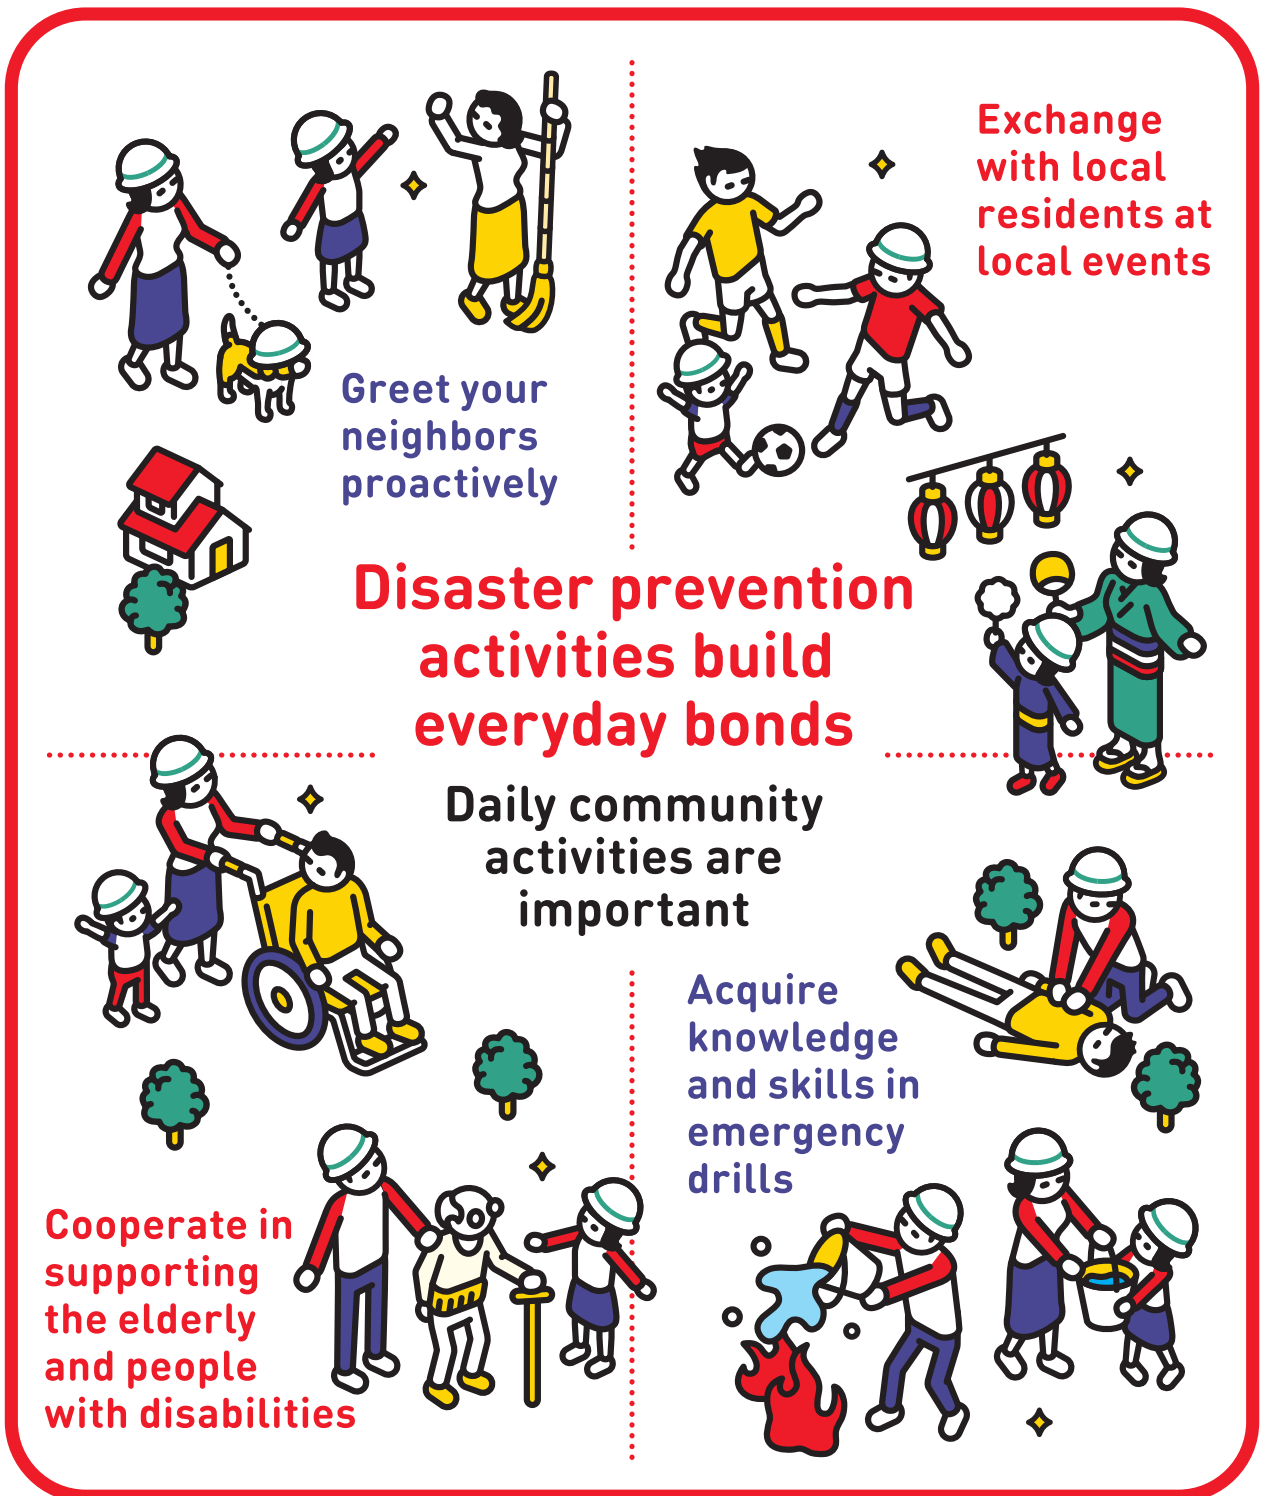 Greet your
neighbors
proactively
Exchange
with local
residents at
local events
Disaster prevention
activities build
everyday bonds
Daily community
activities are
important
Cooperate in
supporting
the elderly
and people
with disabilities
Acquire
knowledge
and skills in
emergency
drills